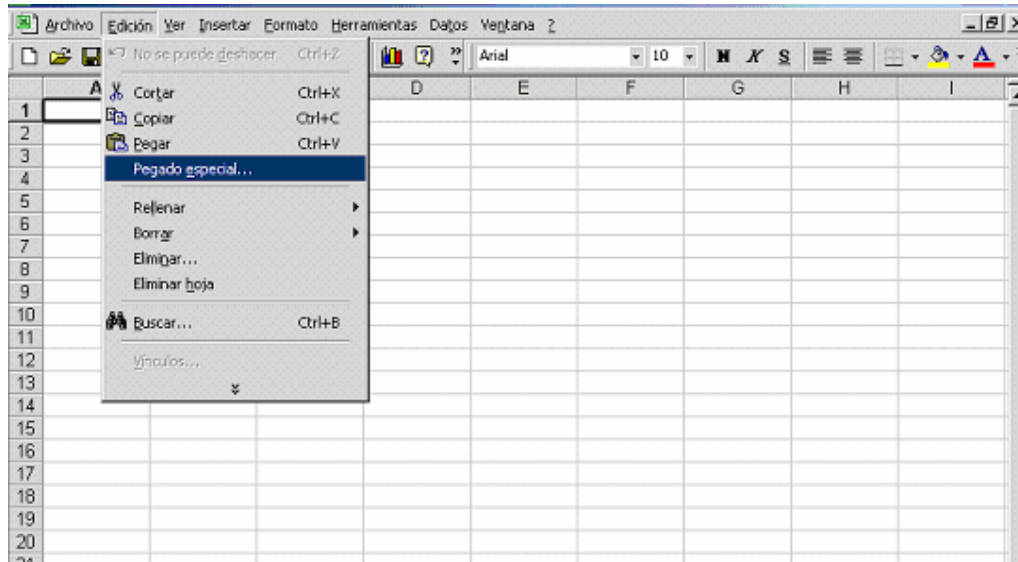 Archivo Edición Ver Insertar Formato Herramientas Datos Ventana ?
Arial 10 N K S
A D E F G H I
No se puede deshacer Ctrl+Z
Cortar Ctrl+X
Copiar Ctrl+C
Pegar Ctrl+V
Pegado especial...
Rellenar
Borrar
Eliminar...
Eliminar hoja
Buscar... Ctrl+B
Vínculos...
1
2
3
4
5
6
7
8
9
10
11
12
13
14
15
16
17
18
19
20